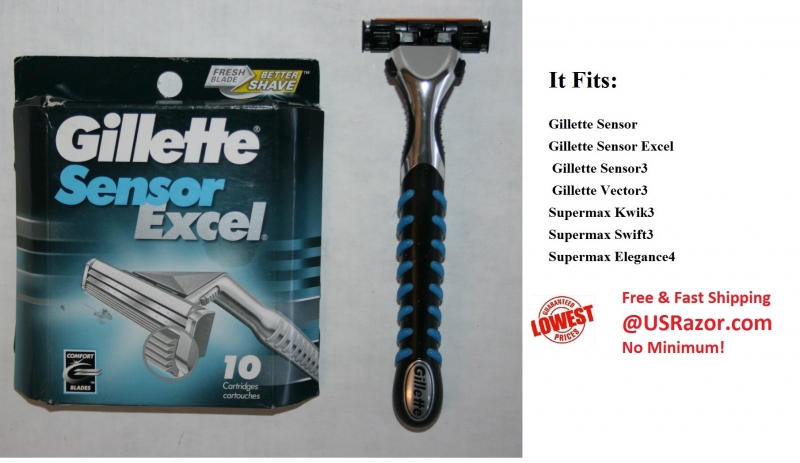 FRESH
BLADE
BETTER
SHAVE™
Gillette®
Sensor
Excel®
COMFORT
BLADES
10
Cartridges
cartouches
Gillette
It Fits:
Gillette Sensor
Gillette Sensor Excel
Gillette Sensor3
Gillette Vector3
Supermax Kwik3
Supermax Swift3
Supermax Elegance4
GUARANTEED
LOWEST
PRICES
Free & Fast Shipping
@USRazor.com
No Minimum!